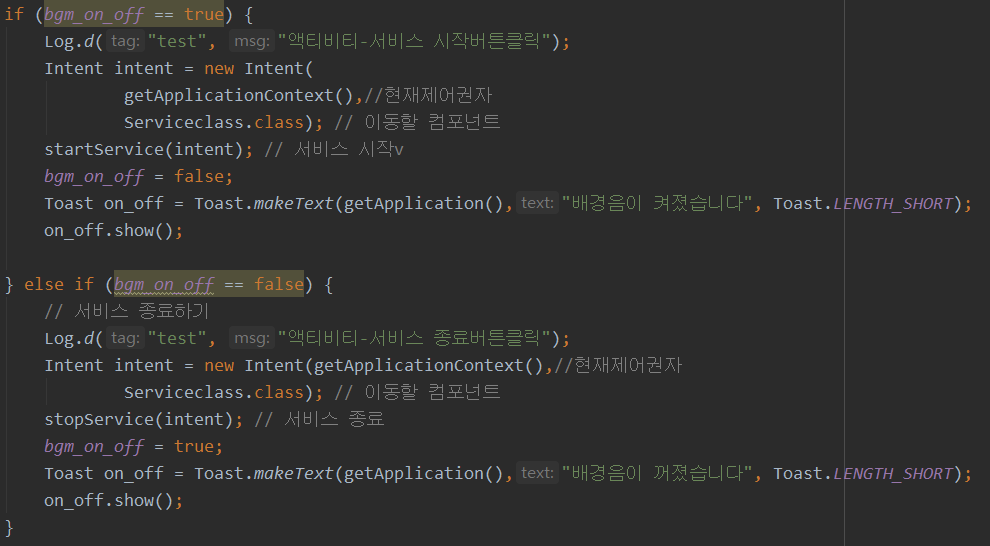 if (bgm_on_off == true) {
Log.d( tag: "test", msg: "액티비티-서비스 시작버튼클릭");
Intent intent = new Intent(
getApplicationContext(),//현재제어권자
Serviceclass.class); // 이동할 컴포넌트
startService(intent); // 서비스 시작v
bgm_on_off = false;
Toast on_off = Toast.makeText(getApplication(), text: "배경음이 켜졌습니다", Toast.LENGTH_SHORT);
on_off.show();
} else if (bgm_on_off == false) {
// 서비스 종료하기
Log.d( tag: "test", msg: "액티비티-서비스 종료버튼클릭");
Intent intent = new Intent(getApplicationContext(),//현재제어권자
Serviceclass.class); // 이동할 컴포넌트
stopService(intent); // 서비스 종료
bgm_on_off = true;
Toast on_off = Toast.makeText(getApplication(), text: "배경음이 꺼졌습니다", Toast.LENGTH_SHORT);
on_off.show();
}